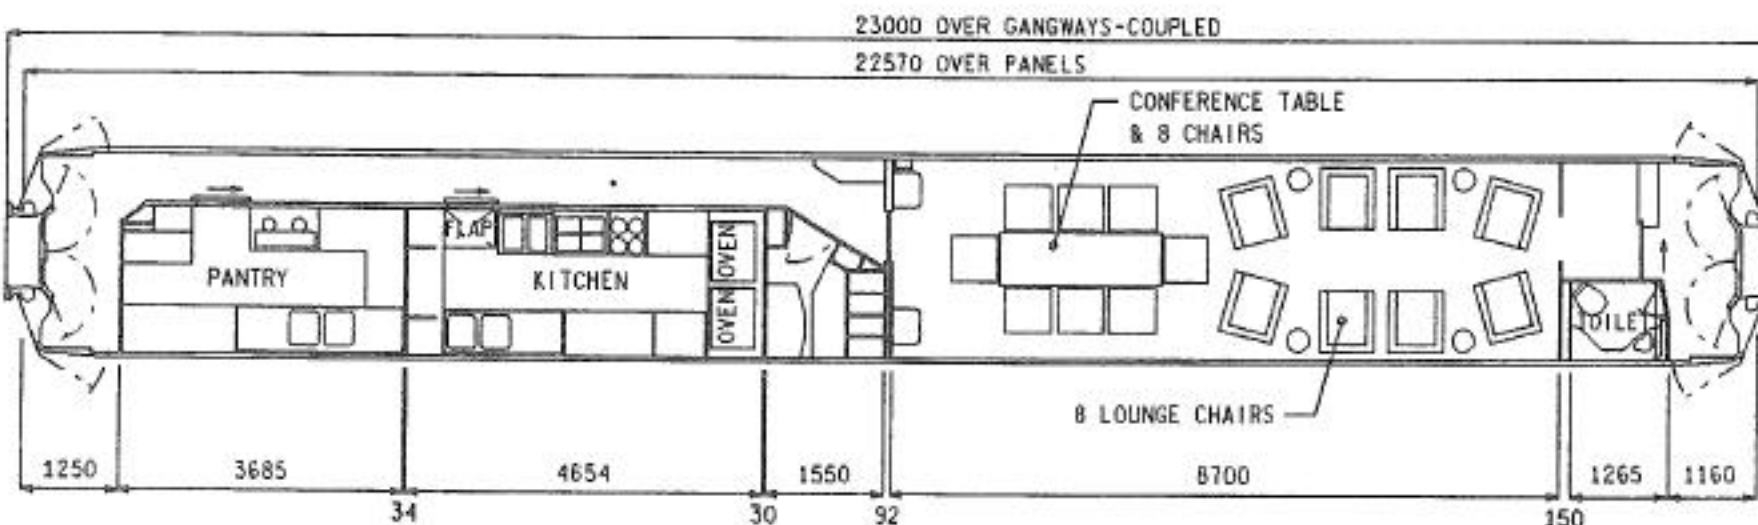 23000 OVER GANGWAYS-COUPLED
22570 OVER PANELS
CONFERENCE TABLE
& 8 CHAIRS
FLAP
PANTRY
KITCHEN
OVEN
OVEN
TOILET
8 LOUNGE CHAIRS
1250
3685
4654
1550
8700
1265
1160
34
30
92
150